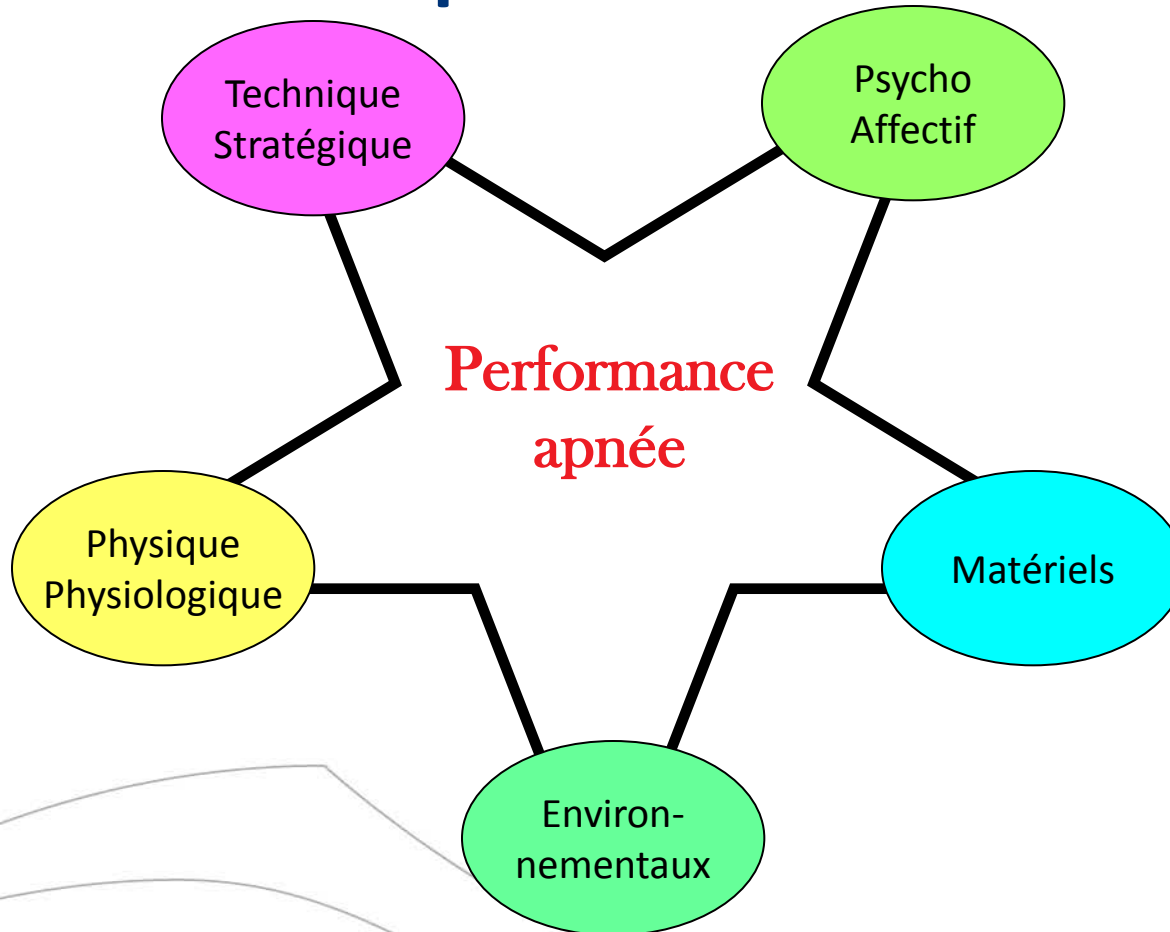 Technique
Stratégique
Psycho
Affectif
Performance
apnée
Physique
Physiologique
Matériels
Environ-
nementaux